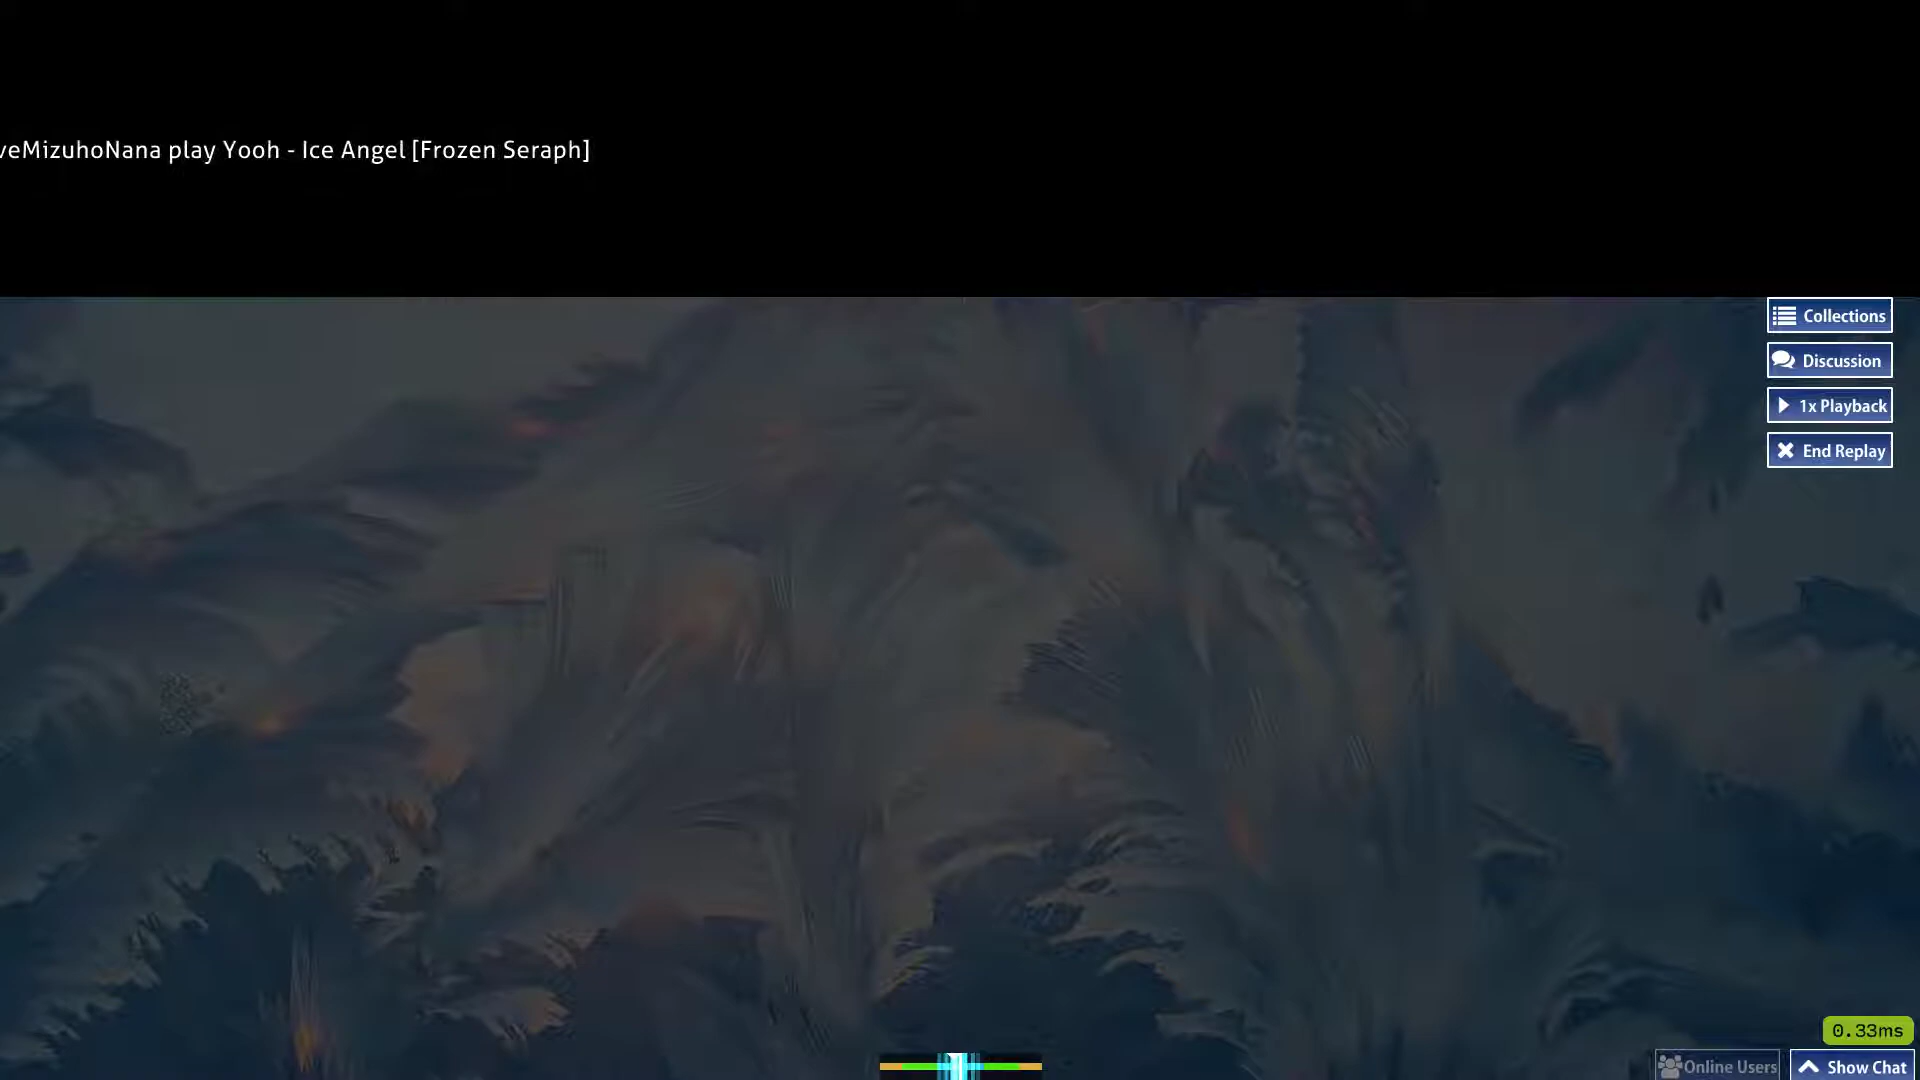 veMizuhoNana play Yooh - Ice Angel [Frozen Seraph]
Collections
Discussion
1x Playback
End Replay
0.33ms
Online Users
Show Chat